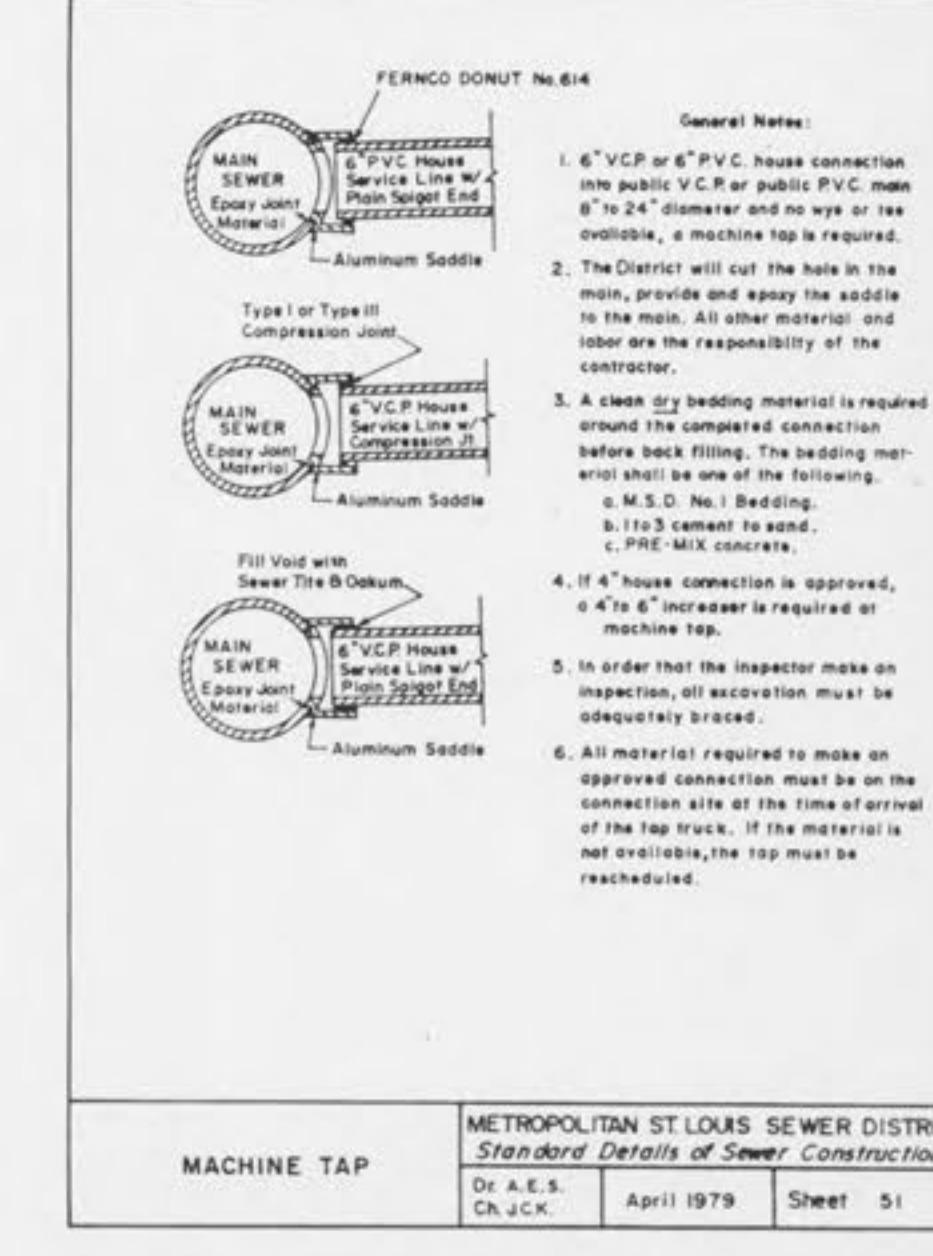 FERNCO DONUT No.614
MAIN
SEWER
Epoxy Joint
Material
6" PVC House
Service Line w/
Plain Spigot End
Aluminum Saddle
Type I or Type III
Compression Joint
MAIN
SEWER
Epoxy Joint
Material
6" V.C.P. House
Service Line w/
Compression Jt.
Aluminum Saddle
Fill Void with
Sewer Tite & Oakum
MAIN
SEWER
Epoxy Joint
Material
6" V.C.P. House
Service Line w/
Plain Spigot End
Aluminum Saddle
General Notes:
1. 6" V.C.P. or 6" P.V.C. house connection
into public V.C.P. or public P.V.C. main
8" to 24" diameter and no wye or tee
available, a machine tap is required.
2. The District will cut the hole in the
main, provide and epoxy the saddle
to the main. All other material and
labor are the responsibilty of the
contractor.
3. A clean dry bedding material is required
around the completed connection
before back filling. The bedding mat-
erial shall be one of the following.
a. M.S.D. No. 1 Bedding.
b. 1 to 3 cement to sand.
c. PRE-MIX concrete.
4. If 4" house connection is approved,
a 4" to 6" increaser is required at
machine tap.
5. In order that the inspector make an
inspection, all excavation must be
adequately braced.
6. All material required to make an
approved connection must be on the
connection site at the time of arrival
of the tap truck. If the material is
not available, the tap must be
rescheduled.
MACHINE TAP
METROPOLITAN ST. LOUIS SEWER DISTRI
Standard Details of Sewer Construction
Dr. A.E.S.
Ch. J.C.K.
April 1979
Sheet 51